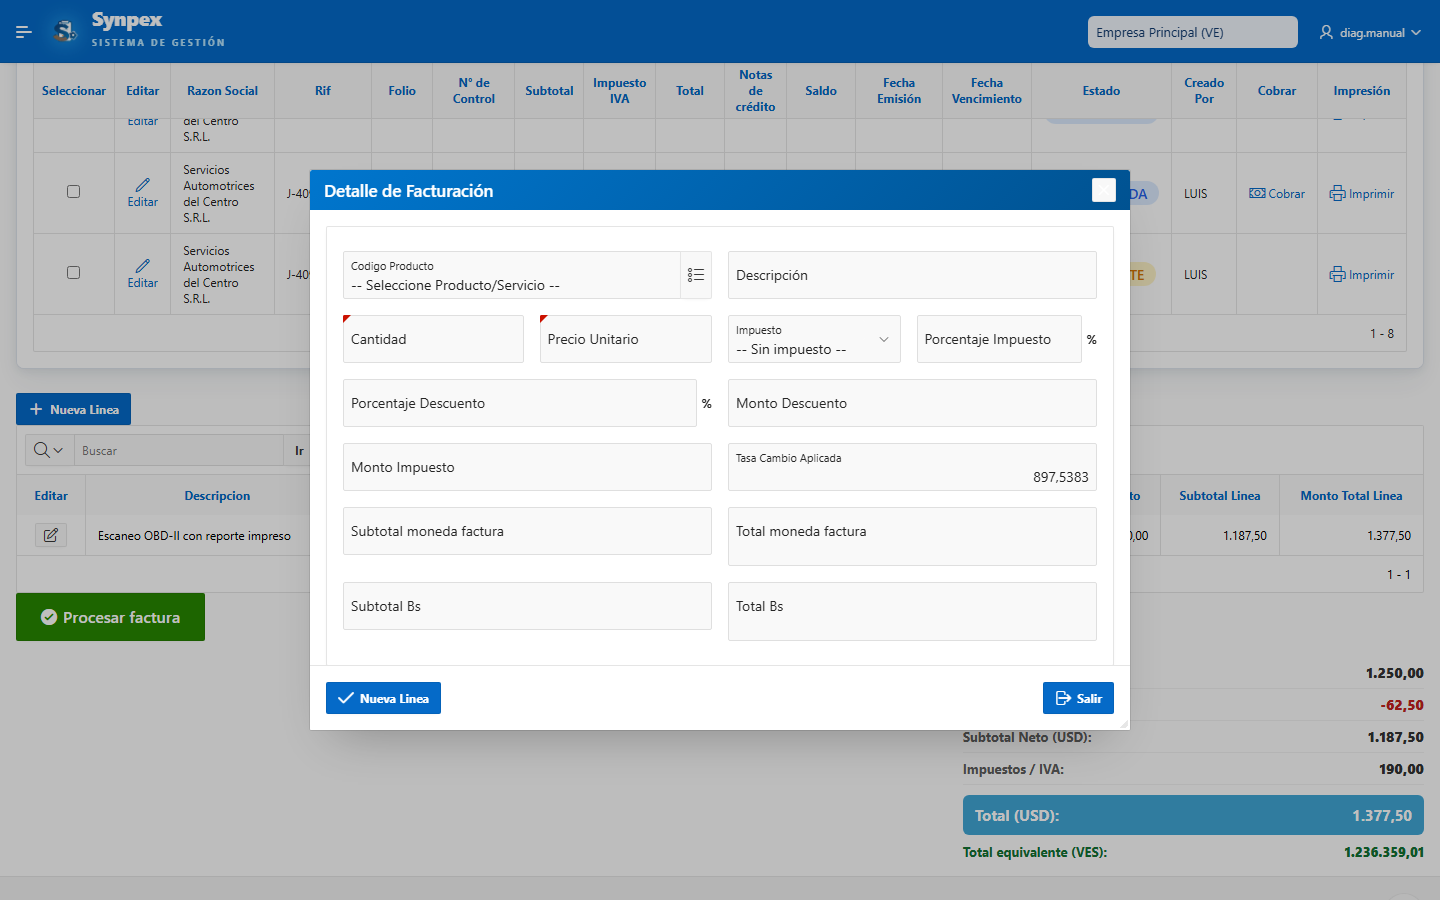 Synpex
SISTEMA DE GESTIÓN
Empresa Principal (VE)
diag.manual
Seleccionar
Editar
Razon Social
Rif
Folio
N° de Control
Subtotal
Impuesto IVA
Total
Notas de crédito
Saldo
Fecha Emisión
Fecha Vencimiento
Estado
Creado Por
Cobrar
Impresión
Editar
del Centro
S.R.L.
Servicios
Automotrices
del Centro
S.R.L.
Editar
J-409
DA
LUIS
Cobrar
Imprimir
Servicios
Automotrices
del Centro
S.R.L.
Editar
J-409
TE
LUIS
Imprimir
1 - 8
Detalle de Facturación
Codigo Producto
-- Seleccione Producto/Servicio --
Descripción
Cantidad
Precio Unitario
Impuesto
-- Sin impuesto --
Porcentaje Impuesto
%
Porcentaje Descuento
%
Monto Descuento
Monto Impuesto
Tasa Cambio Aplicada
897,5383
Subtotal moneda factura
Total moneda factura
Subtotal Bs
Total Bs
Nueva Linea
Salir
Nueva Linea
Buscar
Ir
Editar
Descripcion
to
Subtotal Linea
Monto Total Linea
Escaneo OBD-II con reporte impreso
0,00
1.187,50
1.377,50
1 - 1
Procesar factura
1.250,00
-62,50
Subtotal Neto (USD):
1.187,50
Impuestos / IVA:
190,00
Total (USD):
1.377,50
Total equivalente (VES):
1.236.359,01